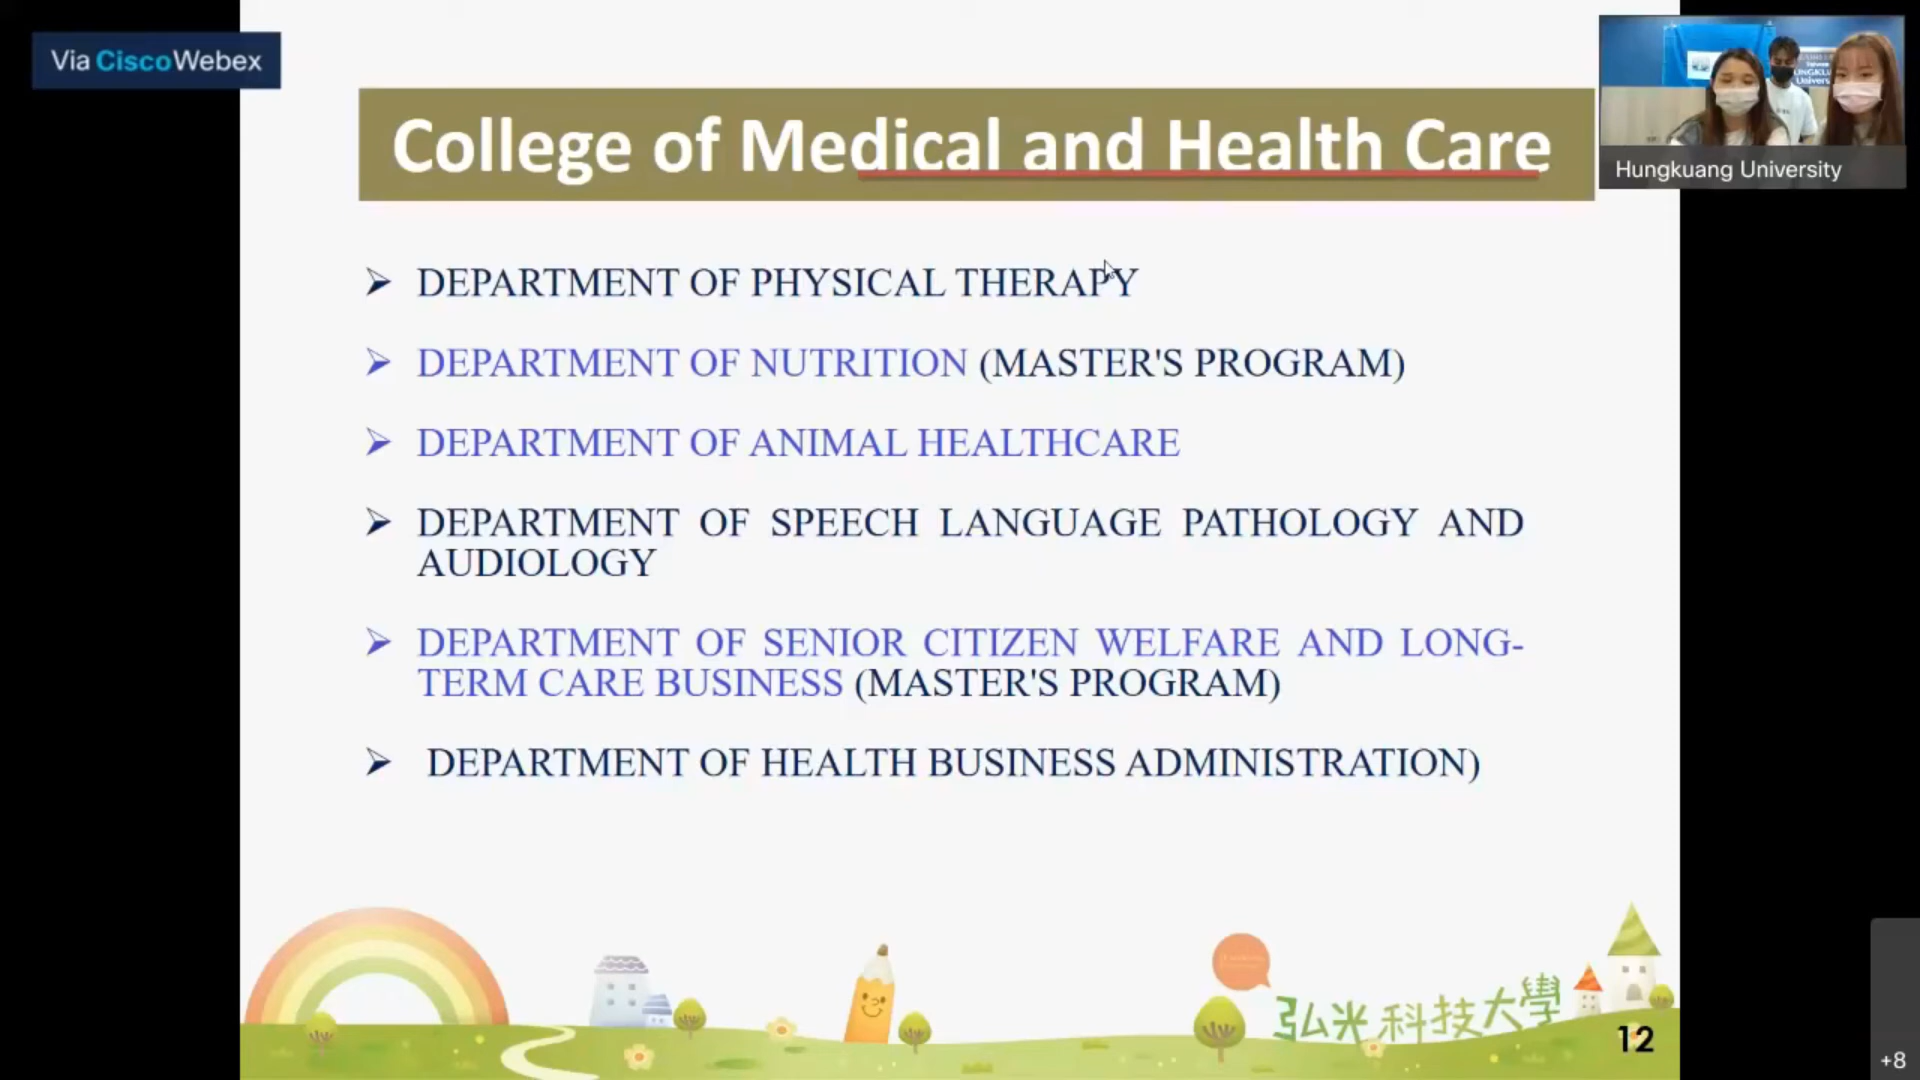 Via CiscoWebex
College of Medical and Health Care
Hungkuang University
➢ DEPARTMENT OF PHYSICAL THERAPY
➢ DEPARTMENT OF NUTRITION (MASTER'S PROGRAM)
➢ DEPARTMENT OF ANIMAL HEALTHCARE
➢ DEPARTMENT OF SPEECH LANGUAGE PATHOLOGY AND
AUDIOLOGY
➢ DEPARTMENT OF SENIOR CITIZEN WELFARE AND LONG-
TERM CARE BUSINESS (MASTER'S PROGRAM)
➢ DEPARTMENT OF HEALTH BUSINESS ADMINISTRATION)
弘光科技大學
12
+8